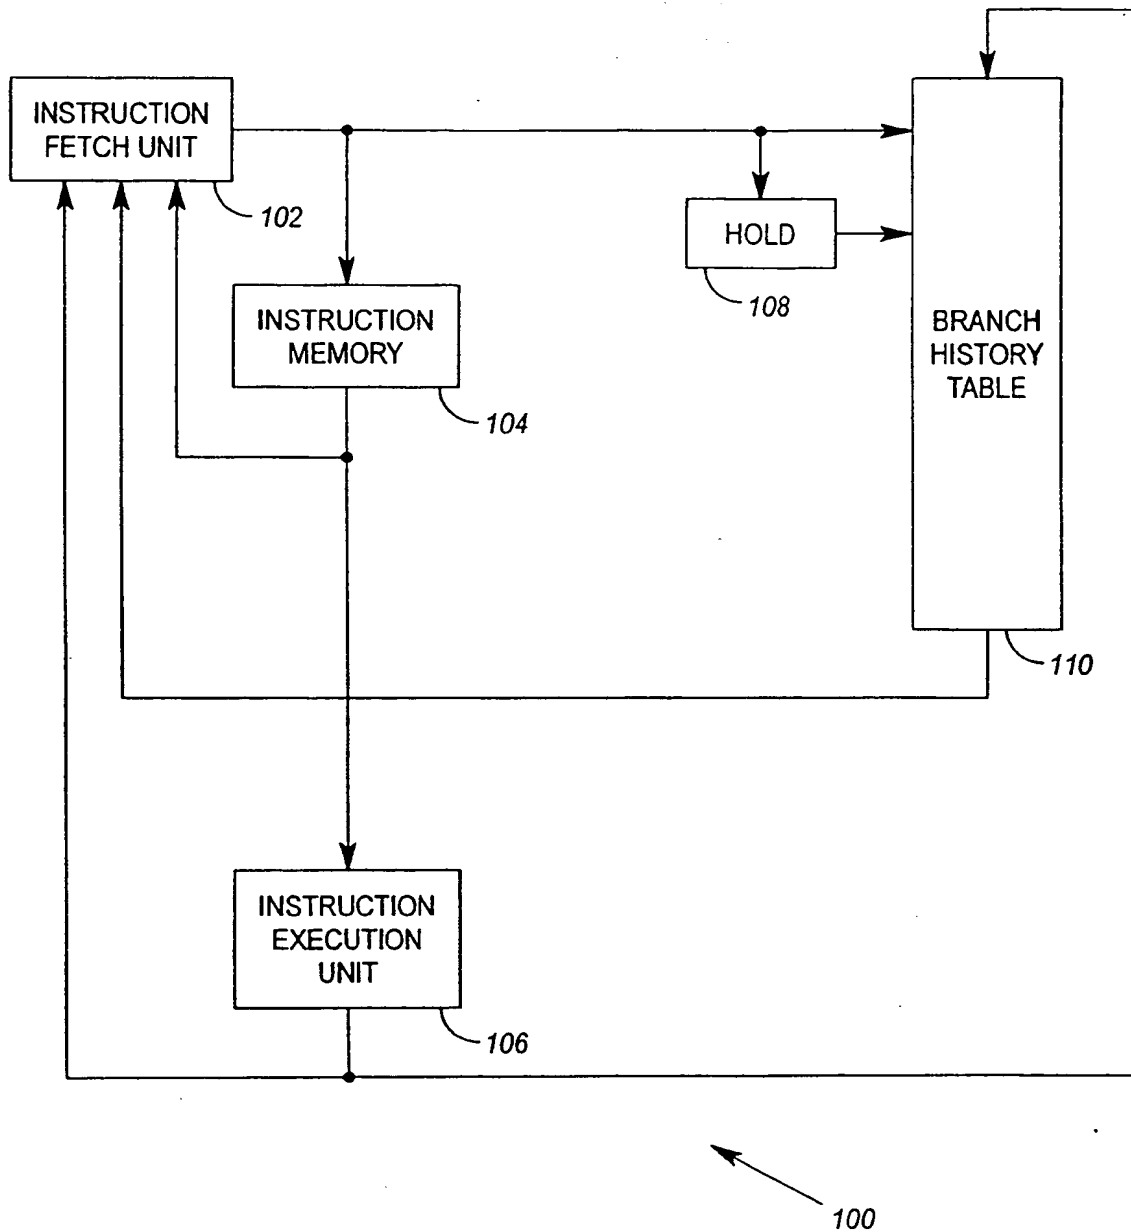 INSTRUCTION
FETCH UNIT
102
HOLD
108
INSTRUCTION
MEMORY
104
BRANCH
HISTORY
TABLE
110
INSTRUCTION
EXECUTION
UNIT
106
100